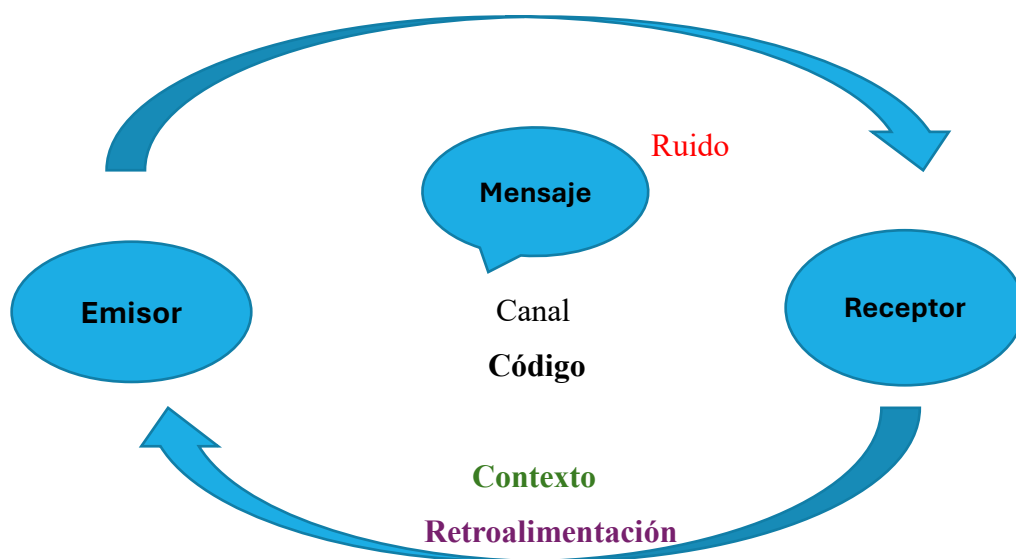 Ruido
Mensaje
Emisor
Receptor
Canal
Código
Contexto
Retroalimentación